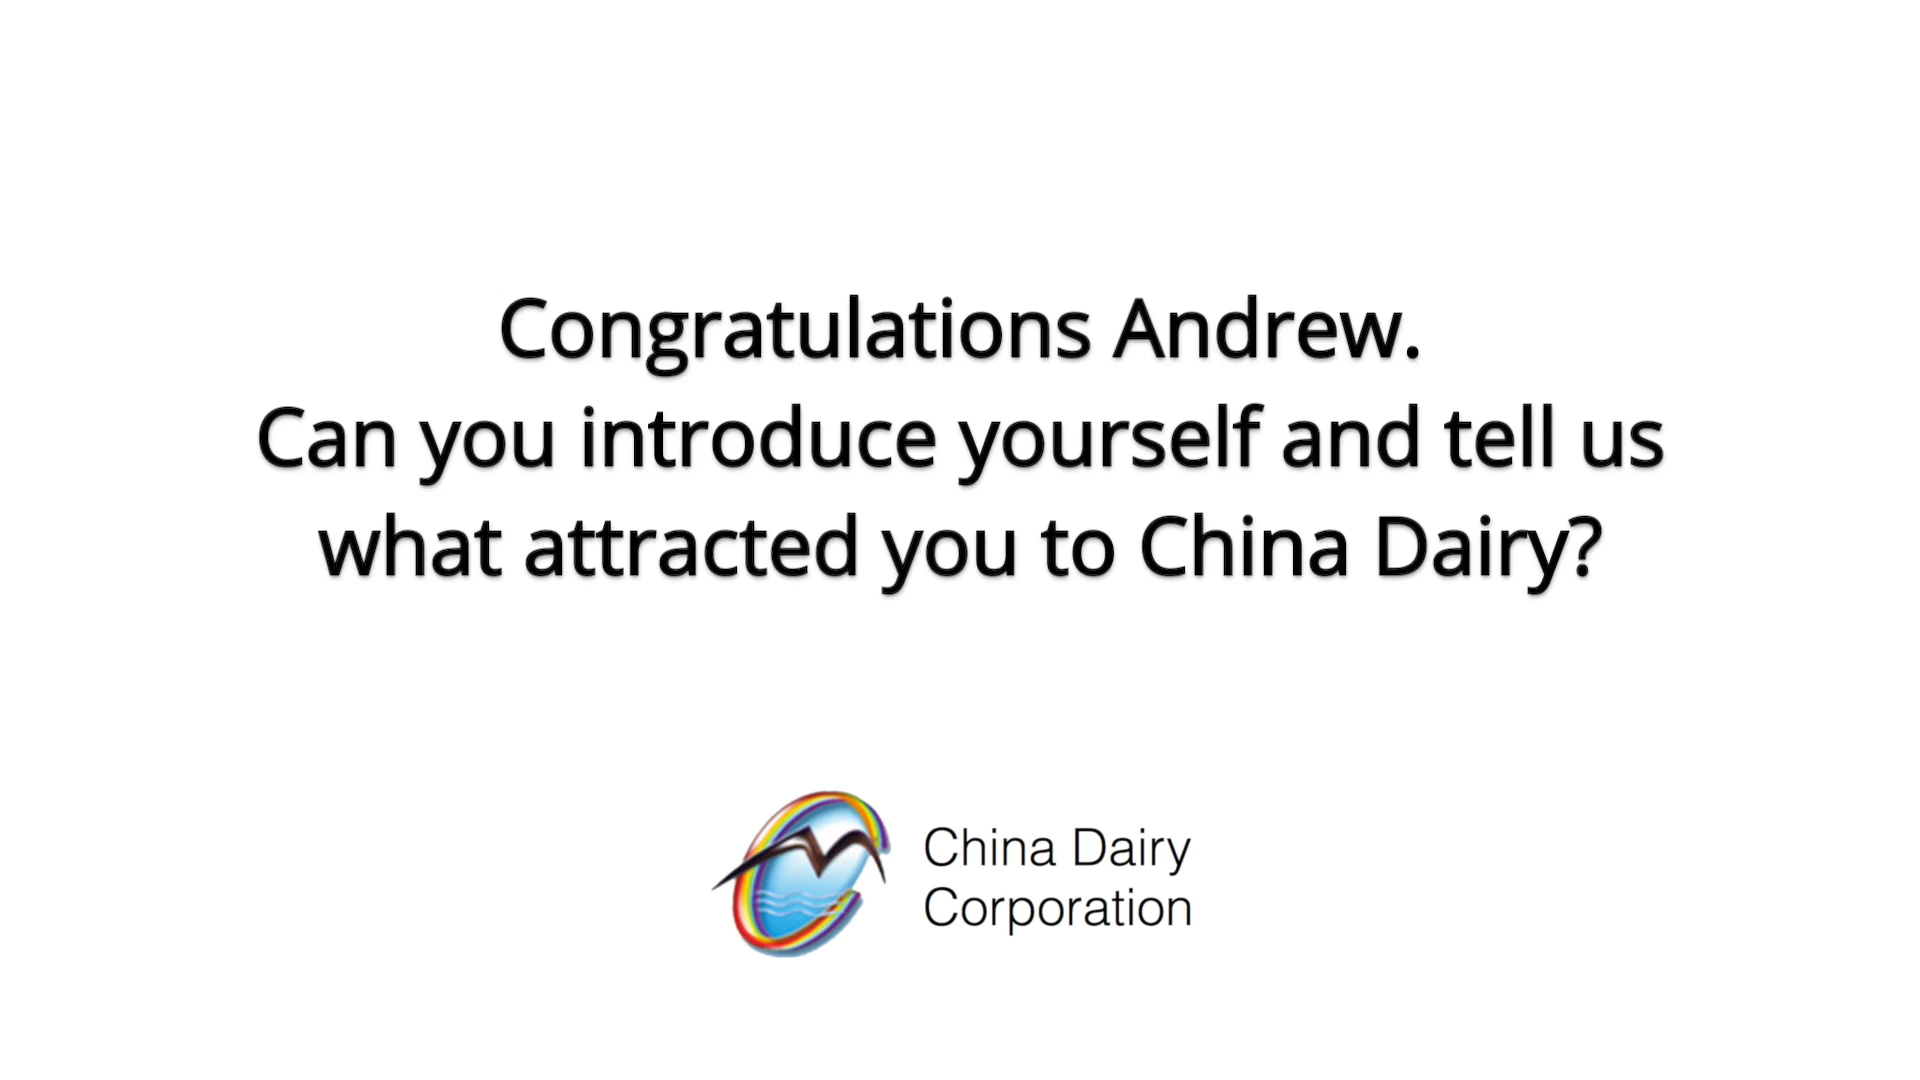 Congratulations Andrew.
Can you introduce yourself and tell us
what attracted you to China Dairy?
China Dairy
Corporation